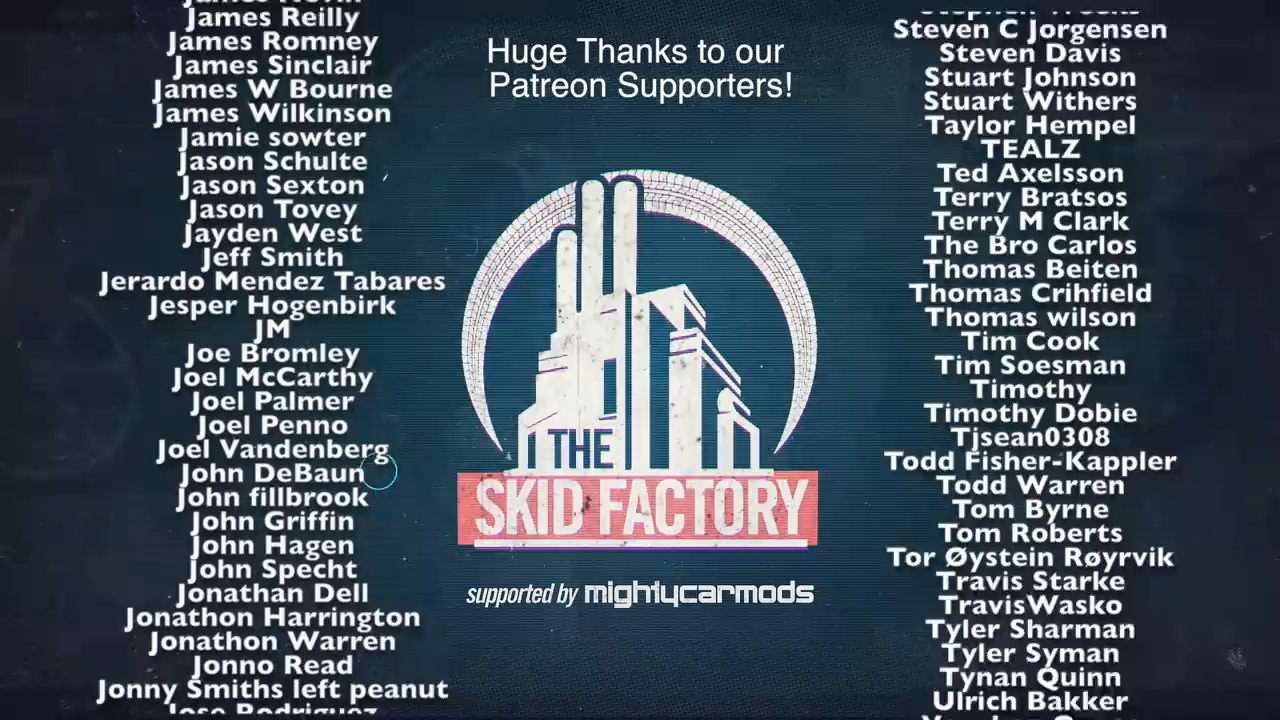 James Reilly
James Romney
James Sinclair
James W Bourne
James Wilkinson
Jamie sowter
Jason Schulte
Jason Sexton
Jason Tovey
Jayden West
Jeff Smith
Jerardo Mendez Tabares
Jesper Hogenbirk
JM
Joe Bromley
Joel McCarthy
Joel Palmer
Joel Penno
Joel Vandenberg
John DeBaun
John fillbrook
John Griffin
John Hagen
John Specht
Jonathan Dell
Jonathon Harrington
Jonathon Warren
Jonno Read
Jonny Smiths left peanut
Jose Rodriguez
Huge Thanks to our
Patreon Supporters!
THE
SKID FACTORY
supported by mightycarmods
Steven C Jorgensen
Steven Davis
Stuart Johnson
Stuart Withers
Taylor Hempel
TEALZ
Ted Axelsson
Terry Bratsos
Terry M Clark
The Bro Carlos
Thomas Beiten
Thomas Crihfield
Thomas wilson
Tim Cook
Tim Soesman
Timothy
Timothy Dobie
Tjsean0308
Todd Fisher-Kappler
Todd Warren
Tom Byrne
Tom Roberts
Tor Øystein Røyrvik
Travis Starke
TravisWasko
Tyler Sharman
Tyler Syman
Tynan Quinn
Ulrich Bakker